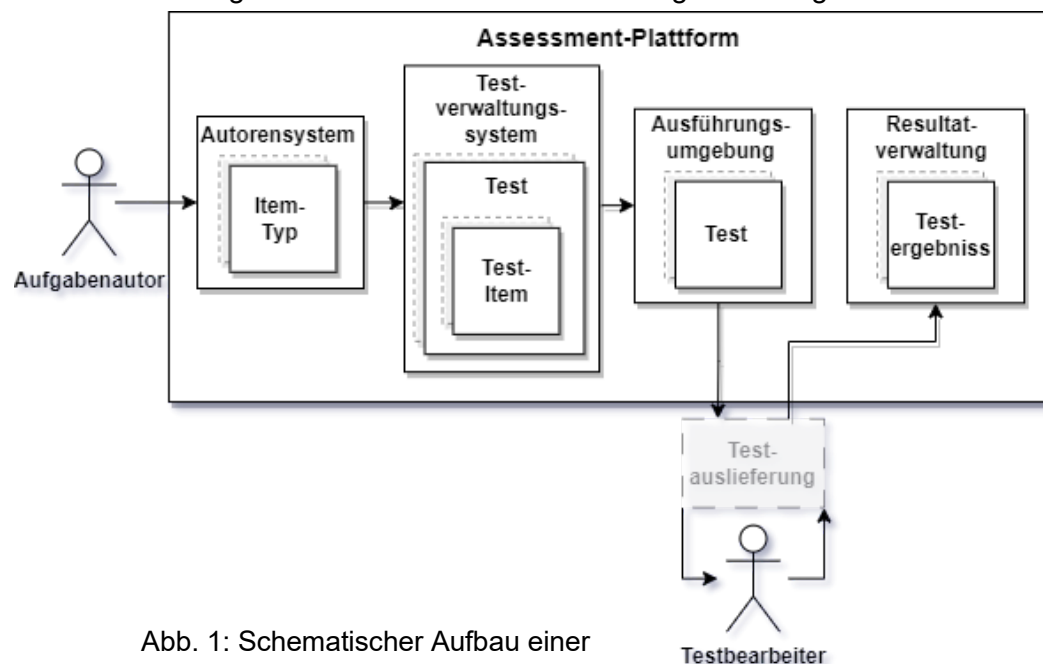 Assessment-Plattform
Autorensystem
Item-
Typ
Test-
verwaltungs-
system
Test
Test-
Item
Ausführungs-
umgebung
Test
Resultat-
verwaltung
Test-
ergebniss
Aufgabenautor
Test-
auslieferung
Testbearbeiter
Abb. 1: Schematischer Aufbau einer